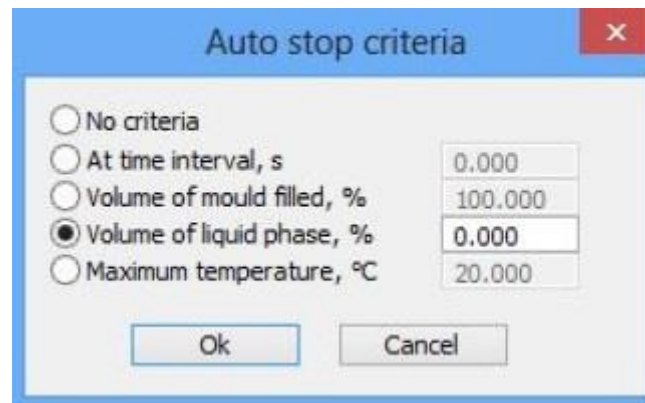 Auto stop criteria
No criteria
At time interval, s 0.000
Volume of mould filled, % 100.000
Volume of liquid phase, % 0.000
Maximum temperature, ºC 20.000
Ok Cancel